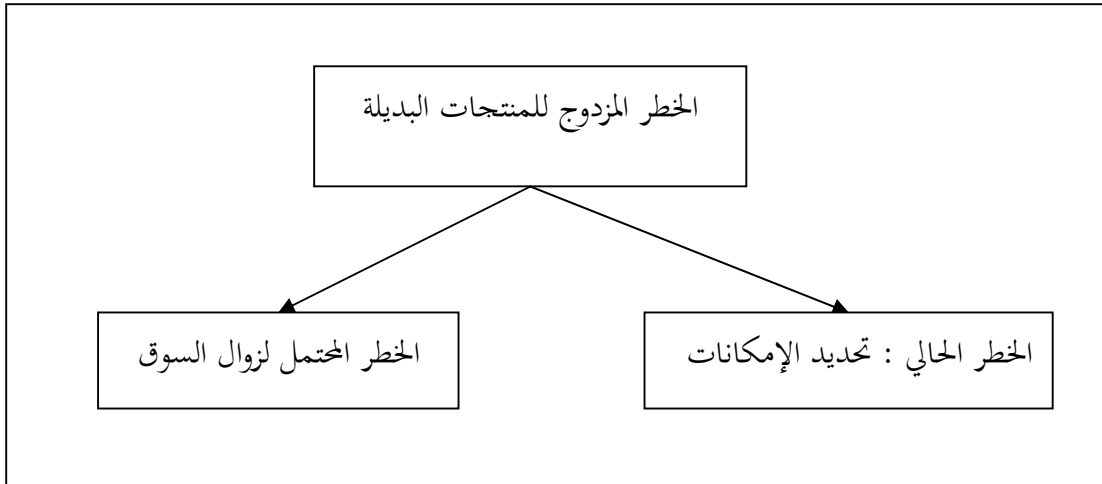 الخطر المزدوج للمنتجات البديلة
الخطر الحالي : تحديد الإمكانات
الخطر المحتمل لزوال السوق